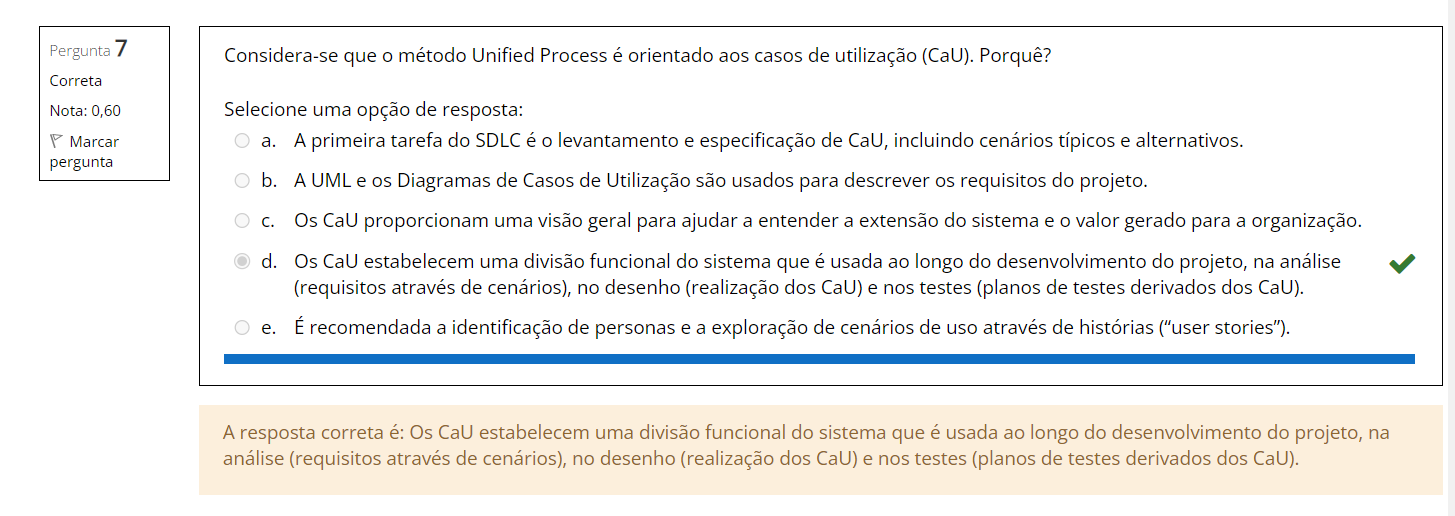 Pergunta 7
Correta
Nota: 0,60
Marcar
pergunta
Considera-se que o método Unified Process é orientado aos casos de utilização (CaU). Porquê?
Selecione uma opção de resposta:
a. A primeira tarefa do SDLC é o levantamento e especificação de CaU, incluindo cenários típicos e alternativos.
b. A UML e os Diagramas de Casos de Utilização são usados para descrever os requisitos do projeto.
c. Os CaU proporcionam uma visão geral para ajudar a entender a extensão do sistema e o valor gerado para a organização.
d. Os CaU estabelecem uma divisão funcional do sistema que é usada ao longo do desenvolvimento do projeto, na análise
(requisitos através de cenários), no desenho (realização dos CaU) e nos testes (planos de testes derivados dos CaU).
e. É recomendada a identificação de personas e a exploração de cenários de uso através de histórias (“user stories”).
A resposta correta é: Os CaU estabelecem uma divisão funcional do sistema que é usada ao longo do desenvolvimento do projeto, na
análise (requisitos através de cenários), no desenho (realização dos CaU) e nos testes (planos de testes derivados dos CaU).